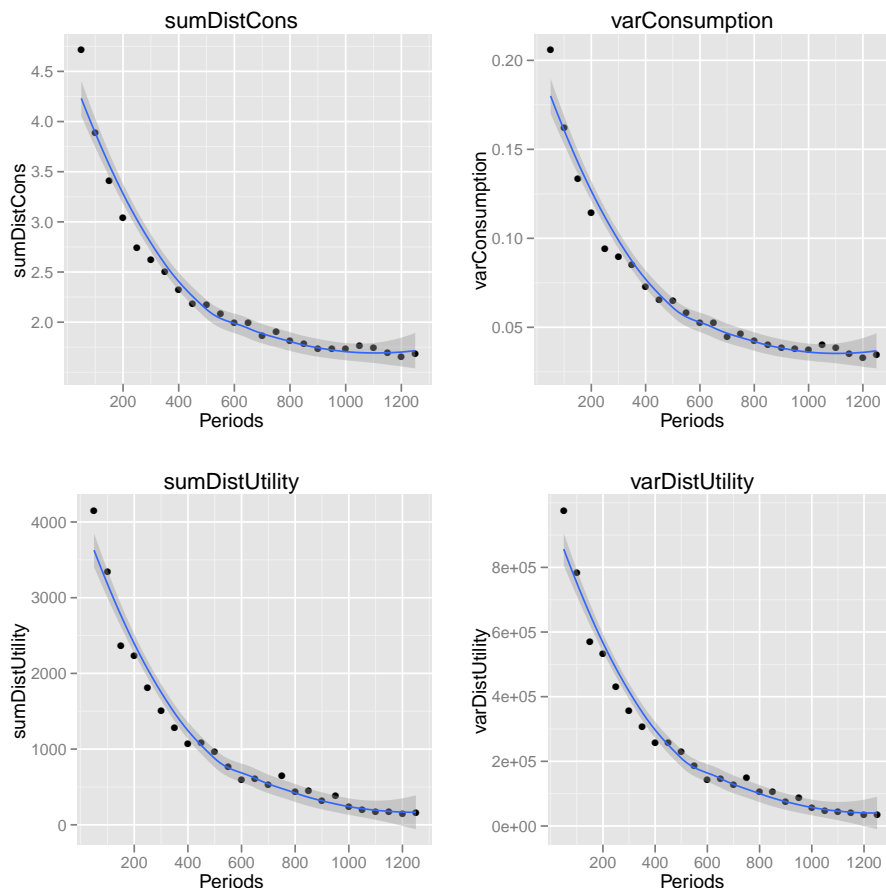 sumDistCons
sumDistCons
4.5
4.0
3.5
3.0
2.5
2.0
200 400 600 800 1000 1200
Periods
varConsumption
varConsumption
0.20
0.15
0.10
0.05
200 400 600 800 1000 1200
Periods
sumDistUtility
sumDistUtility
4000
3000
2000
1000
0
200 400 600 800 1000 1200
Periods
varDistUtility
varDistUtility
8e+05
6e+05
4e+05
2e+05
0e+00
200 400 600 800 1000 1200
Periods